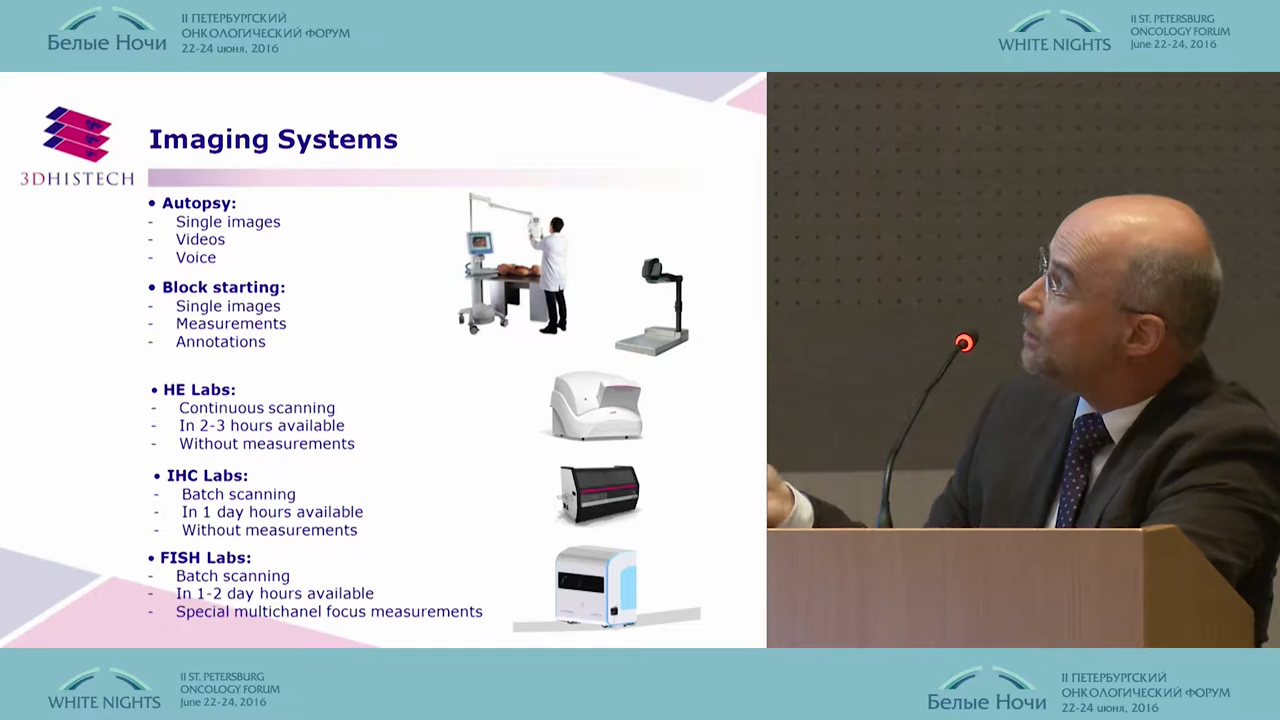 Белые Ночи
II ПЕТЕРБУРГСКИЙ
ОНКОЛОГИЧЕСКИЙ ФОРУМ
22-24 июня, 2016
WHITE NIGHTS
II ST. PETERSBURG
ONCOLOGY FORUM
June 22-24, 2016
3DHISTECH
Imaging Systems
• Autopsy:
- Single images
- Videos
- Voice
• Block starting:
- Single images
- Measurements
- Annotations
• HE Labs:
- Continuous scanning
- In 2-3 hours available
- Without measurements
• IHC Labs:
- Batch scanning
- In 1 day hours available
- Without measurements
• FISH Labs:
- Batch scanning
- In 1-2 day hours available
- Special multichanel focus measurements
WHITE NIGHTS
II ST. PETERSBURG
ONCOLOGY FORUM
June 22-24, 2016
Белые Ночи
II ПЕТЕРБУРГСКИЙ
ОНКОЛОГИЧЕСКИЙ ФОРУМ
22-24 июня, 2016